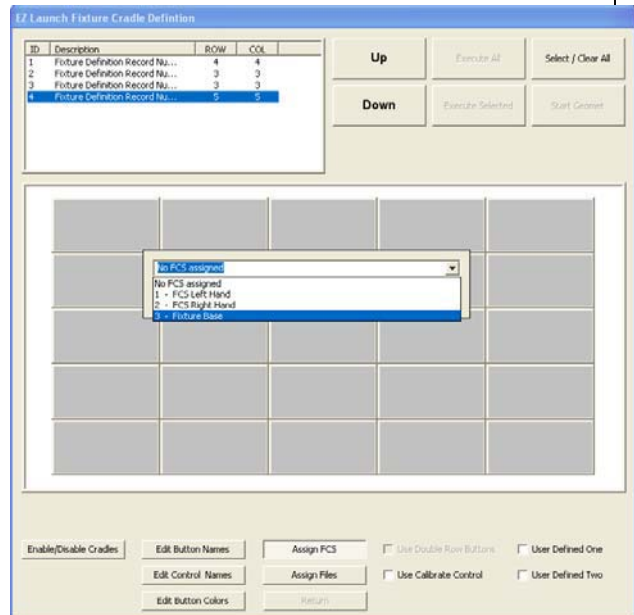 EZ Launch Fixture Cradle Defintion
ID Description ROW COL
1 Fixture Definition Record Nu... 4 4
2 Fixture Definition Record Nu... 3 3
3 Fixture Definition Record Nu... 3 3
4 Fixture Definition Record Nu... 5 5
Up Execute All Select / Clear All
Down Execute Selected Start Geomet
No FCS assigned
No FCS assigned
1 - FCS Left Hand
2 - FCS Right Hand
3 - Fixture Base
Enable/Disable Cradles Edit Button Names Assign FCS Use Double Row Buttons User Defined One
Edit Control Names Assign Files Use Calibrate Control User Defined Two
Edit Button Colors Return